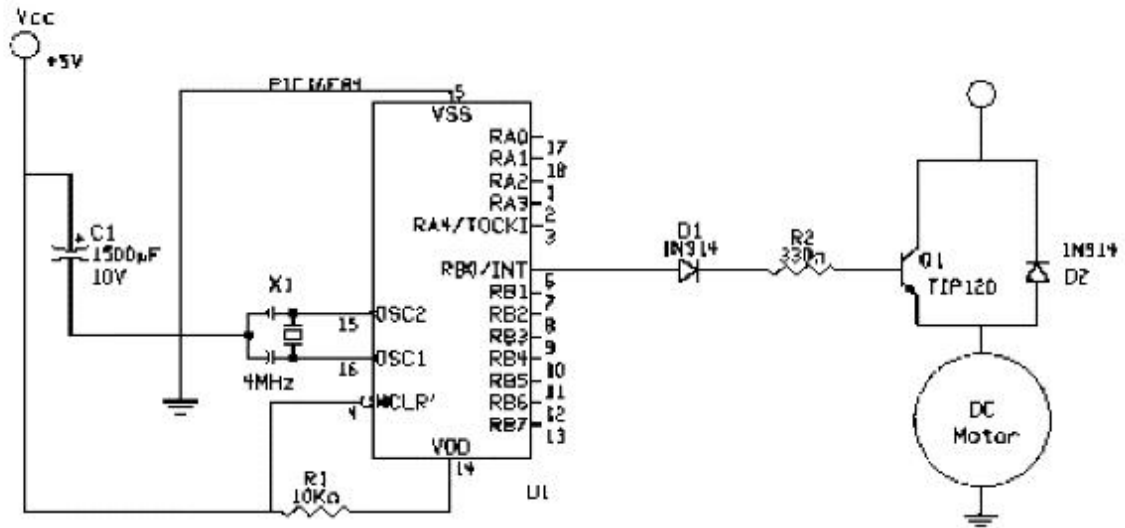 Vcc
+5V
PIC16F84
5
VSS
RA0
17
RA1
18
RA2
1
RA3
2
RA4/TOCKI
3
C1
1500µF
10V
D1
1N914
R2
330Ω
Q1
TIP120
1N914
D2
RB0/INT
6
RB1
7
X1
15
OSC2
RB2
8
RB3
9
16
OSC1
RB4
10
4MHz
RB5
11
4
MCLR'
RB6
12
RB7
13
DC
Motor
VDD
14
R1
10KΩ
U1